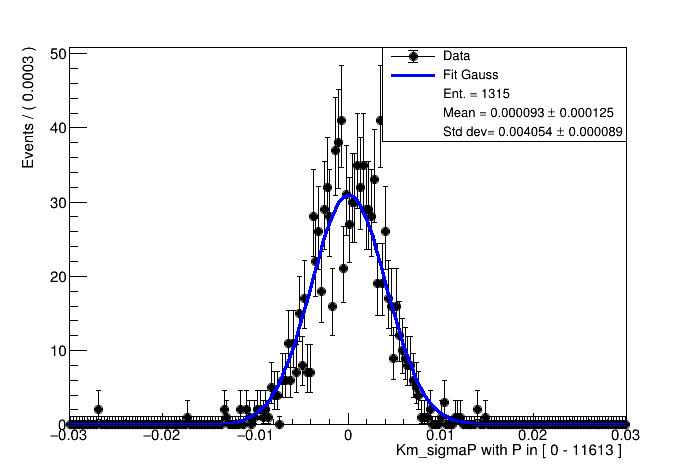 Events / ( 0.0003 )
50
40
30
20
10
0
−0.03 −0.02 −0.01 0 0.01 0.02 0.03
Km_sigmaP with P in [ 0 - 11613 ]
Data
Fit Gauss
Ent. = 1315
Mean = 0.000093 ± 0.000125
Std dev= 0.004054 ± 0.000089